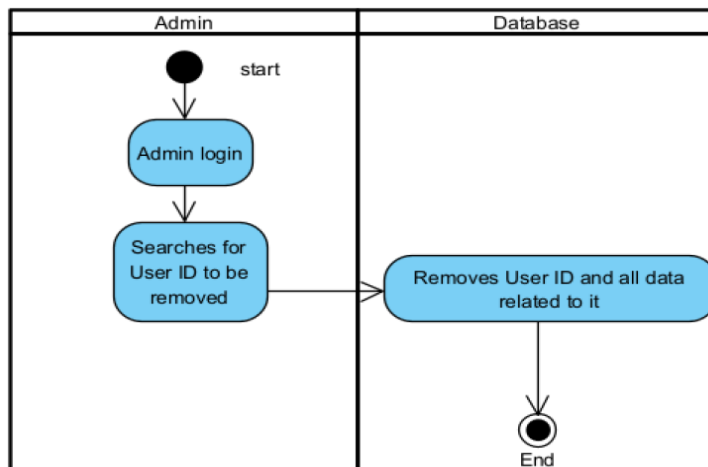 Admin
Database
start
Admin login
Searches for
User ID to be
removed
Removes User ID and all data
related to it
End